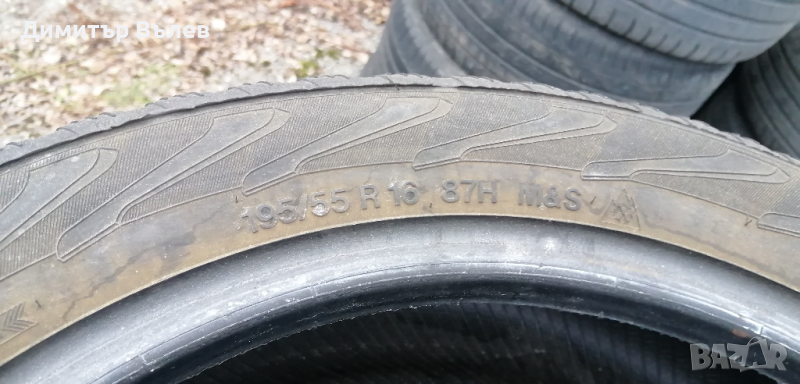 Димитър Вълев
195/55 R 16 87H M&S
BAZAR